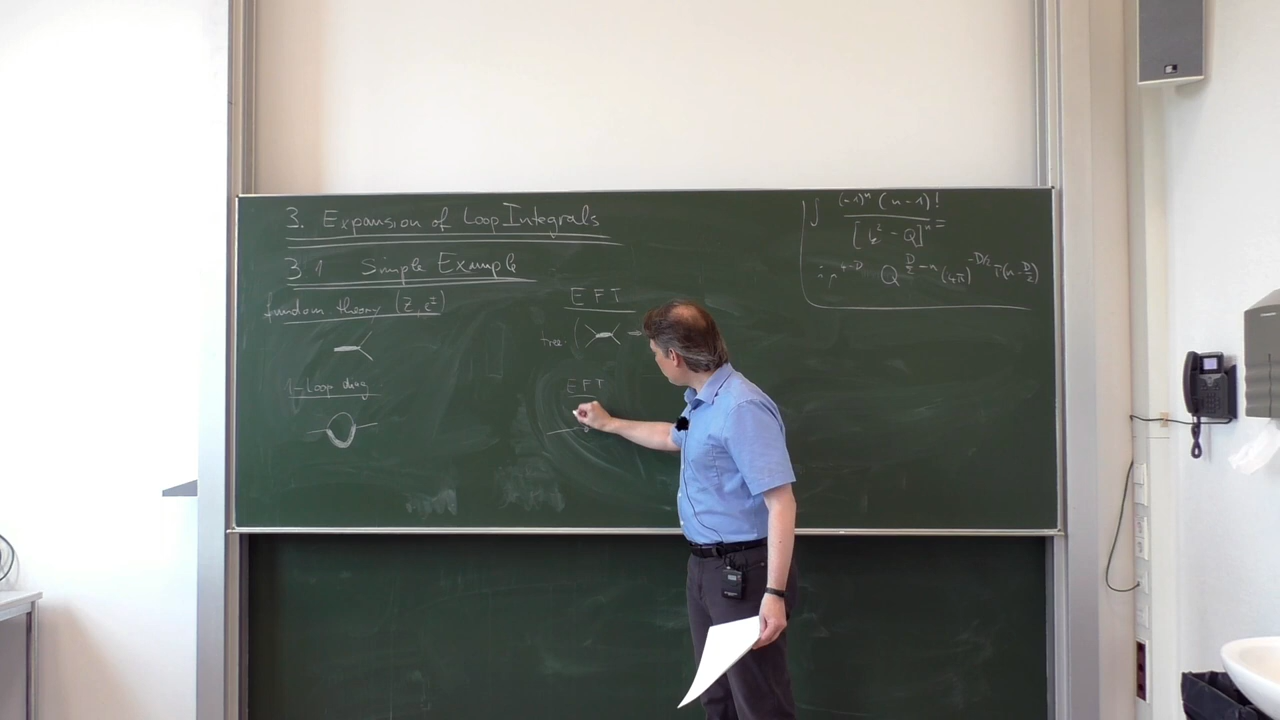 3. Expansion of Loop Integrals
3.1 Simple Example
fundam theory
EFT
tree:
1-Loop diag.
EFT
∫ (-1)^n (n-1)! / [k² - Q]^n =
Q^{D/2 - n} (4π)^{-D/2} Γ(n - D/2)